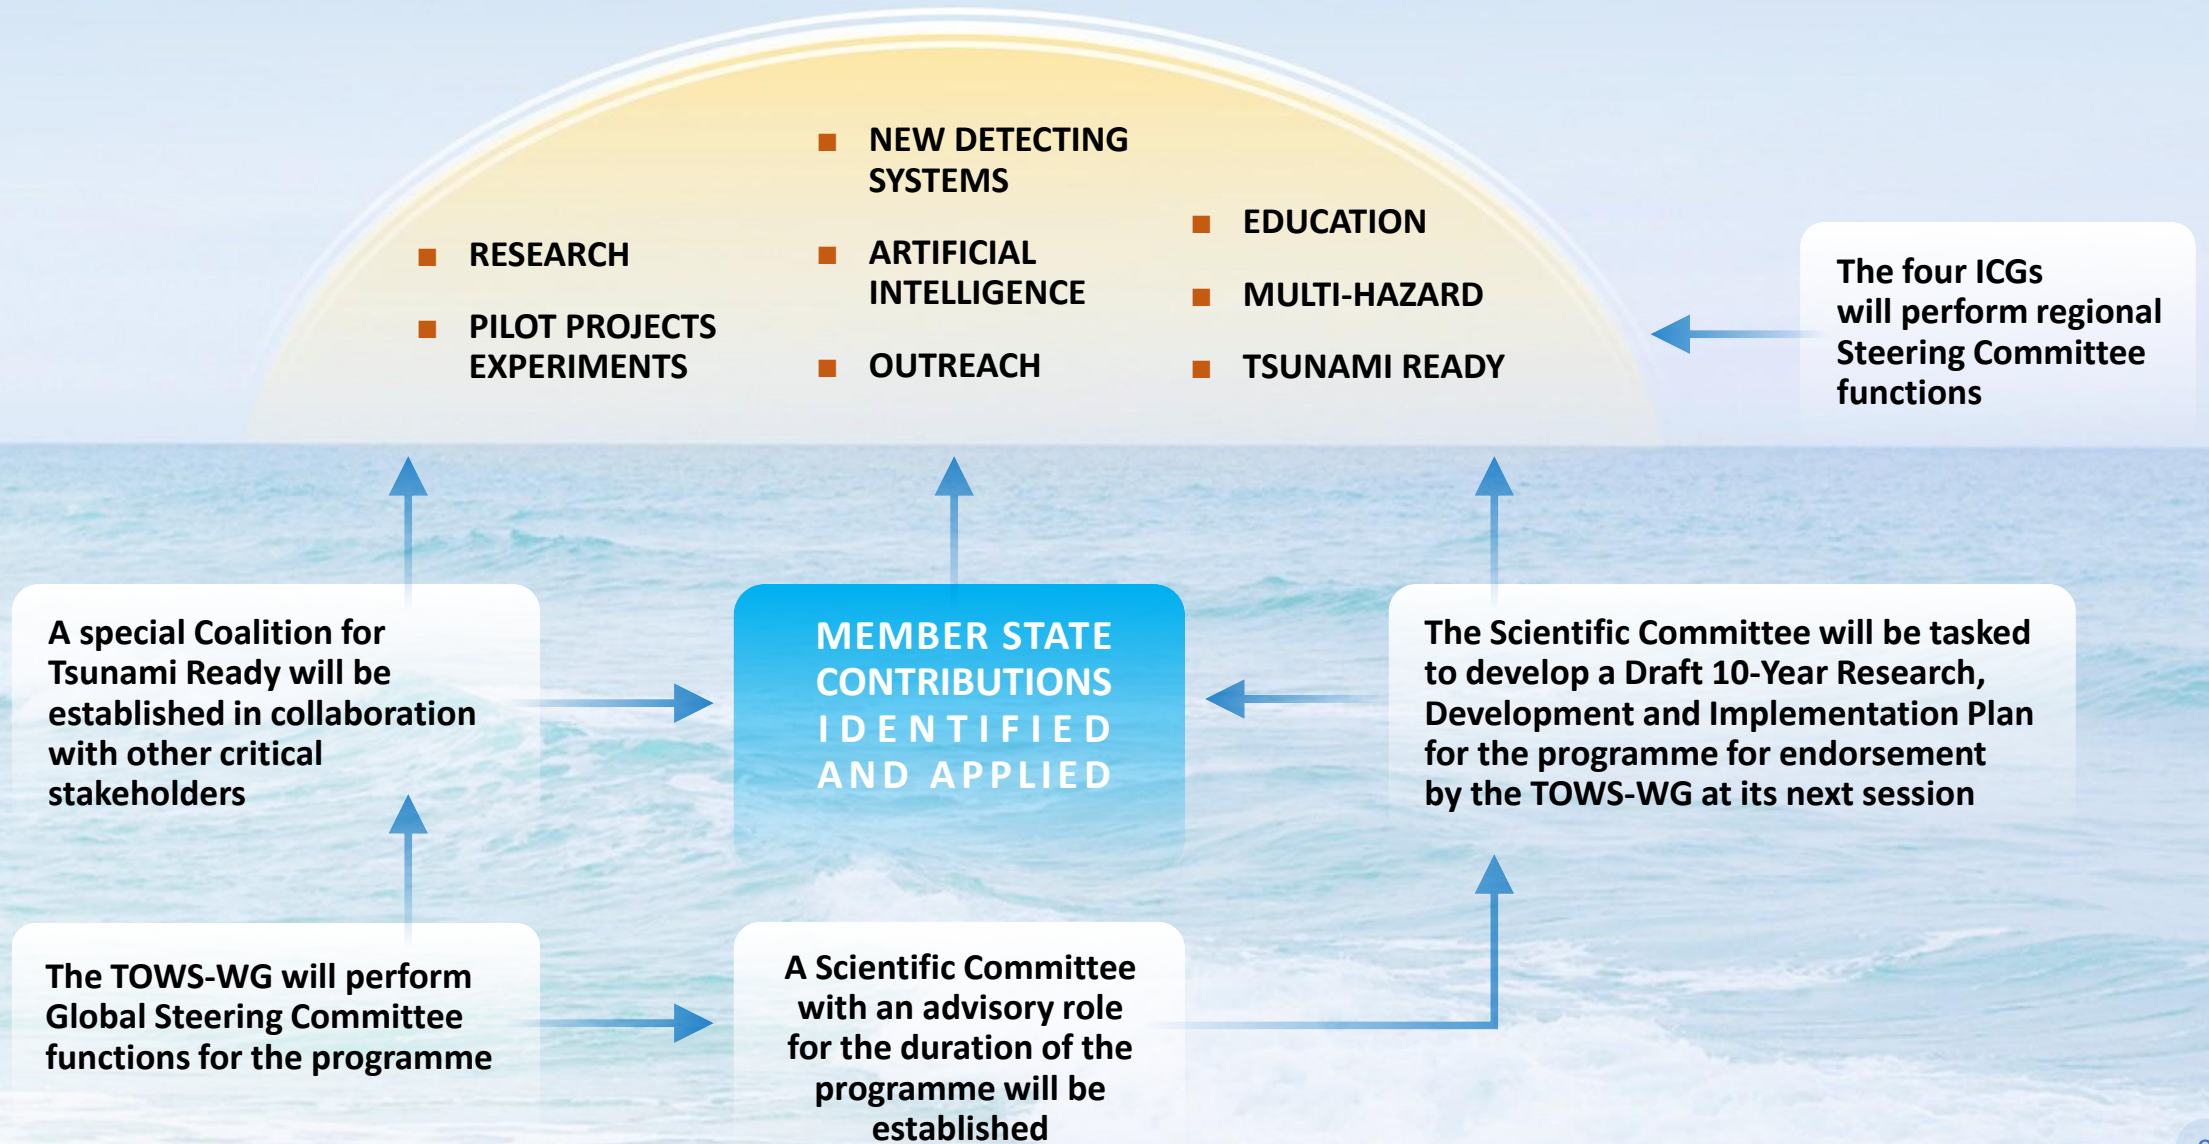 RESEARCH
PILOT PROJECTS
EXPERIMENTS
NEW DETECTING
SYSTEMS
ARTIFICIAL
INTELLIGENCE
OUTREACH
EDUCATION
MULTI-HAZARD
TSUNAMI READY
The four ICGs
will perform regional
Steering Committee
functions
A special Coalition for
Tsunami Ready will be
established in collaboration
with other critical
stakeholders
MEMBER STATE
CONTRIBUTIONS
IDENTIFIED
AND APPLIED
The Scientific Committee will be tasked
to develop a Draft 10-Year Research,
Development and Implementation Plan
for the programme for endorsement
by the TOWS-WG at its next session
The TOWS-WG will perform
Global Steering Committee
functions for the programme
A Scientific Committee
with an advisory role
for the duration of the
programme will be
established